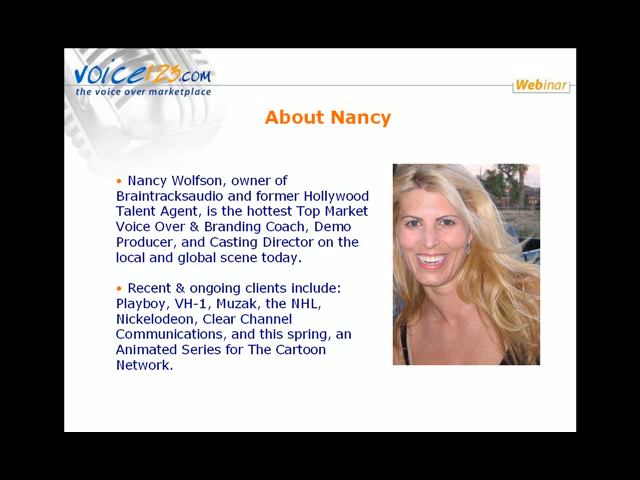 voice123.com
the voice over marketplace
Webinar
About Nancy
• Nancy Wolfson, owner of
Braintracksaudio and former Hollywood
Talent Agent, is the hottest Top Market
Voice Over & Branding Coach, Demo
Producer, and Casting Director on the
local and global scene today.
• Recent & ongoing clients include:
Playboy, VH-1, Muzak, the NHL,
Nickelodeon, Clear Channel
Communications, and this spring, an
Animated Series for The Cartoon
Network.